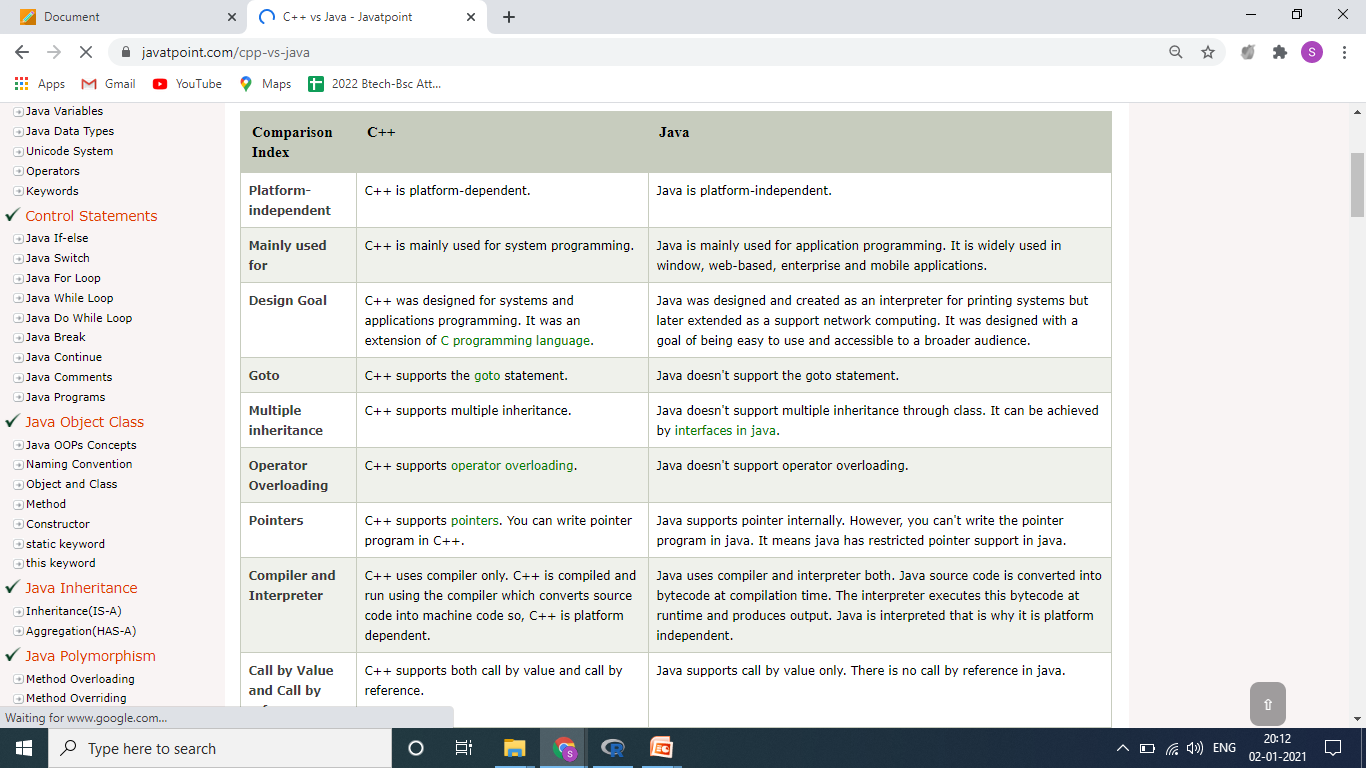 Document
C++ vs Java - Javatpoint
javatpoint.com/cpp-vs-java
S
Apps
Gmail
YouTube
Maps
2022 Btech-Bsc Att...
Java Variables
Java Data Types
Unicode System
Operators
Keywords
Control Statements
Java If-else
Java Switch
Java For Loop
Java While Loop
Java Do While Loop
Java Break
Java Continue
Java Comments
Java Programs
Java Object Class
Java OOPs Concepts
Naming Convention
Object and Class
Method
Constructor
static keyword
this keyword
Java Inheritance
Inheritance(IS-A)
Aggregation(HAS-A)
Java Polymorphism
Method Overloading
Method Overriding
Comparison
Index
C++
Java
Platform-
independent
C++ is platform-dependent.
Java is platform-independent.
Mainly used
for
C++ is mainly used for system programming.
Java is mainly used for application programming. It is widely used in
window, web-based, enterprise and mobile applications.
Design Goal
C++ was designed for systems and
applications programming. It was an
extension of C programming language.
Java was designed and created as an interpreter for printing systems but
later extended as a support network computing. It was designed with a
goal of being easy to use and accessible to a broader audience.
Goto
C++ supports the goto statement.
Java doesn't support the goto statement.
Multiple
inheritance
C++ supports multiple inheritance.
Java doesn't support multiple inheritance through class. It can be achieved
by interfaces in java.
Operator
Overloading
C++ supports operator overloading.
Java doesn't support operator overloading.
Pointers
C++ supports pointers. You can write pointer
program in C++.
Java supports pointer internally. However, you can't write the pointer
program in java. It means java has restricted pointer support in java.
Compiler and
Interpreter
C++ uses compiler only. C++ is compiled and
run using the compiler which converts source
code into machine code so, C++ is platform
dependent.
Java uses compiler and interpreter both. Java source code is converted into
bytecode at compilation time. The interpreter executes this bytecode at
runtime and produces output. Java is interpreted that is why it is platform
independent.
Call by Value
and Call by
C++ supports both call by value and call by
reference.
Java supports call by value only. There is no call by reference in java.
Waiting for www.google.com...
Type here to search
S
R
ENG
20:12
02-01-2021